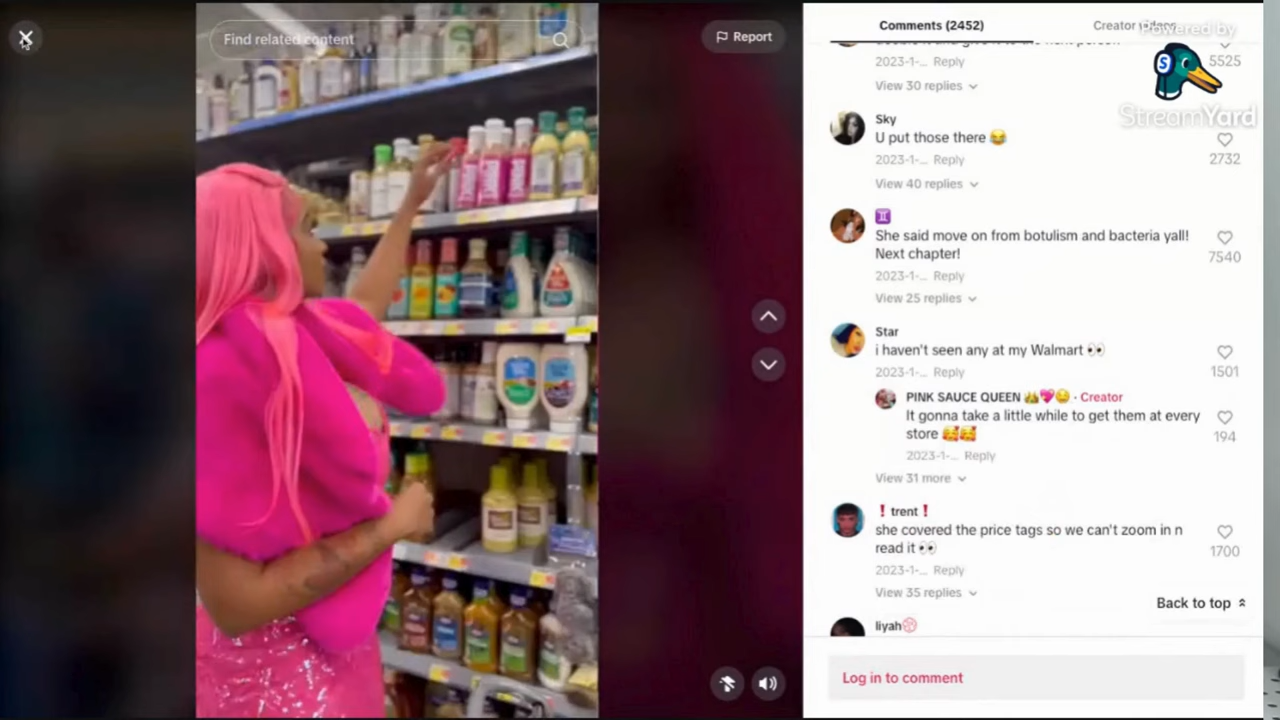 Find related content
Report
Comments (2452)
Creator videos
Powered by
S
StreamYard
5525
2023-1-... Reply
View 30 replies
Sky
U put those there 😂
2023-1-... Reply
2732
View 40 replies
♊
She said move on from botulism and bacteria yall!
Next chapter!
7540
2023-1-... Reply
View 25 replies
Star
i haven't seen any at my Walmart 👀
2023-1-... Reply
1501
PINK SAUCE QUEEN 👑💖😋 · Creator
It gonna take a little while to get them at every
store 🥰🥰
194
2023-1-... Reply
View 31 more
❗ trent ❗
she covered the price tags so we can't zoom in n
read it 👀
1700
2023-1-... Reply
View 35 replies
Back to top
liyah💮
Log in to comment